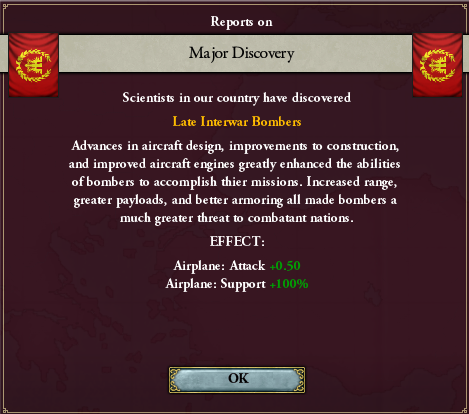 Reports on
Major Discovery
Scientists in our country have discovered
Late Interwar Bombers
Advances in aircraft design, improvements to construction,
and improved aircraft engines greatly enhanced the abilities
of bombers to accomplish thier missions. Increased range,
greater payloads, and better armoring all made bombers a
much greater threat to combatant nations.
EFFECT:
Airplane: Attack +0.50
Airplane: Support +100%
OK